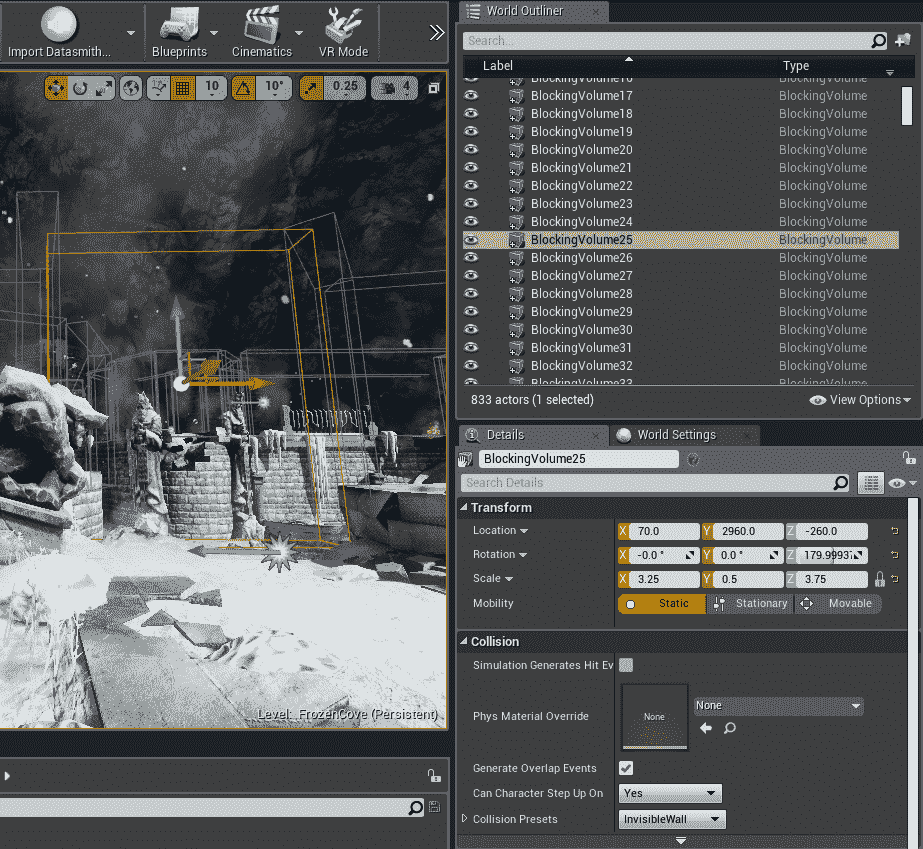 Import Datasmith...
Blueprints
Cinematics
VR Mode
10
10°
0.25
4
Level: FrozenCove (Persistent)
World Outliner
Search...
Label Type
BlockingVolume16 BlockingVolume
BlockingVolume17 BlockingVolume
BlockingVolume18 BlockingVolume
BlockingVolume19 BlockingVolume
BlockingVolume20 BlockingVolume
BlockingVolume21 BlockingVolume
BlockingVolume22 BlockingVolume
BlockingVolume23 BlockingVolume
BlockingVolume24 BlockingVolume
BlockingVolume25 BlockingVolume
BlockingVolume26 BlockingVolume
BlockingVolume27 BlockingVolume
BlockingVolume28 BlockingVolume
BlockingVolume29 BlockingVolume
BlockingVolume30 BlockingVolume
BlockingVolume31 BlockingVolume
BlockingVolume32 BlockingVolume
BlockingVolume33 BlockingVolume
833 actors (1 selected) View Options
Details World Settings
BlockingVolume25
Search Details
Transform
Location X 70.0 Y 2960.0 Z -260.0
Rotation X -0.0 ° Y 0.0 ° Z 179.9993
Scale X 3.25 Y 0.5 Z 3.75
Mobility Static Stationary Movable
Collision
Simulation Generates Hit Ev
Phys Material Override None None
Generate Overlap Events
Can Character Step Up On Yes
Collision Presets InvisibleWall